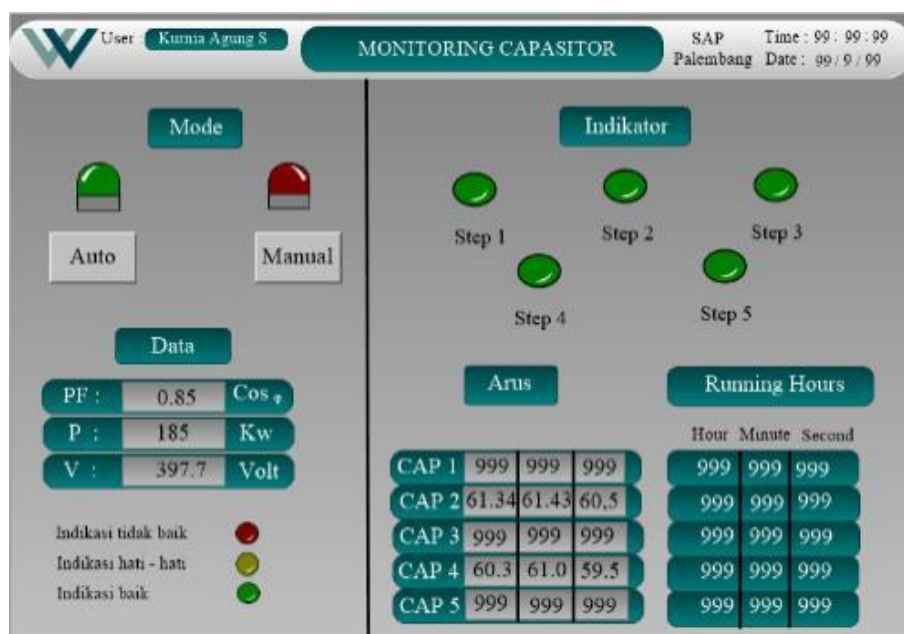 User : Kurnia Agung S
MONITORING CAPASITOR
SAP
Palembang
Time : 99 : 99 : 99
Date : 99 / 9 / 99
Mode
Auto
Manual
Data
PF : 0.85 Cos φ
P : 185 Kw
V : 397.7 Volt
Indikasi tidak baik
Indikasi hati - hati
Indikasi baik
Indikator
Step 1
Step 2
Step 3
Step 4
Step 5
Arus
CAP 1 999 999 999
CAP 2 61.34 61.43 60,5
CAP 3 999 999 999
CAP 4 60.3 61.0 59.5
CAP 5 999 999 999
Running Hours
Hour Minute Second
999 999 999
999 999 999
999 999 999
999 999 999
999 999 999